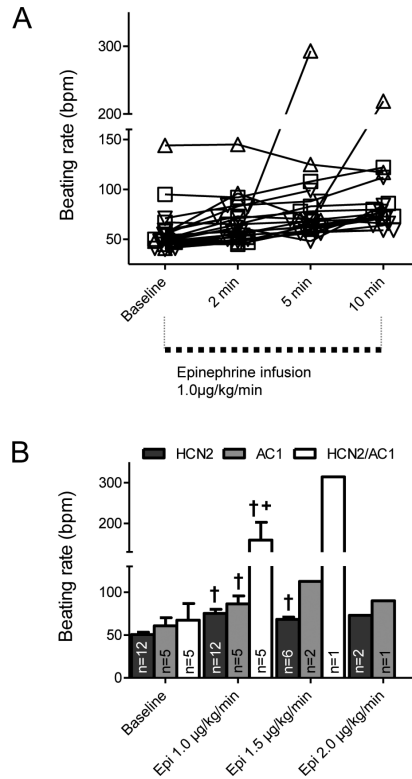 A
Beating rate (bpm)
300
200
150
100
50
Baseline
2 min
5 min
10 min
Epinephrine infusion
1.0µg/kg/min
B
HCN2
AC1
HCN2/AC1
Beating rate (bpm)
300
200
100
50
0
† +
†
†
†
n=12
n=5
n=5
n=12
n=5
n=5
n=6
n=2
n=1
n=2
n=1
Baseline
Epi 1.0 µg/kg/min
Epi 1.5 µg/kg/min
Epi 2.0 µg/kg/min